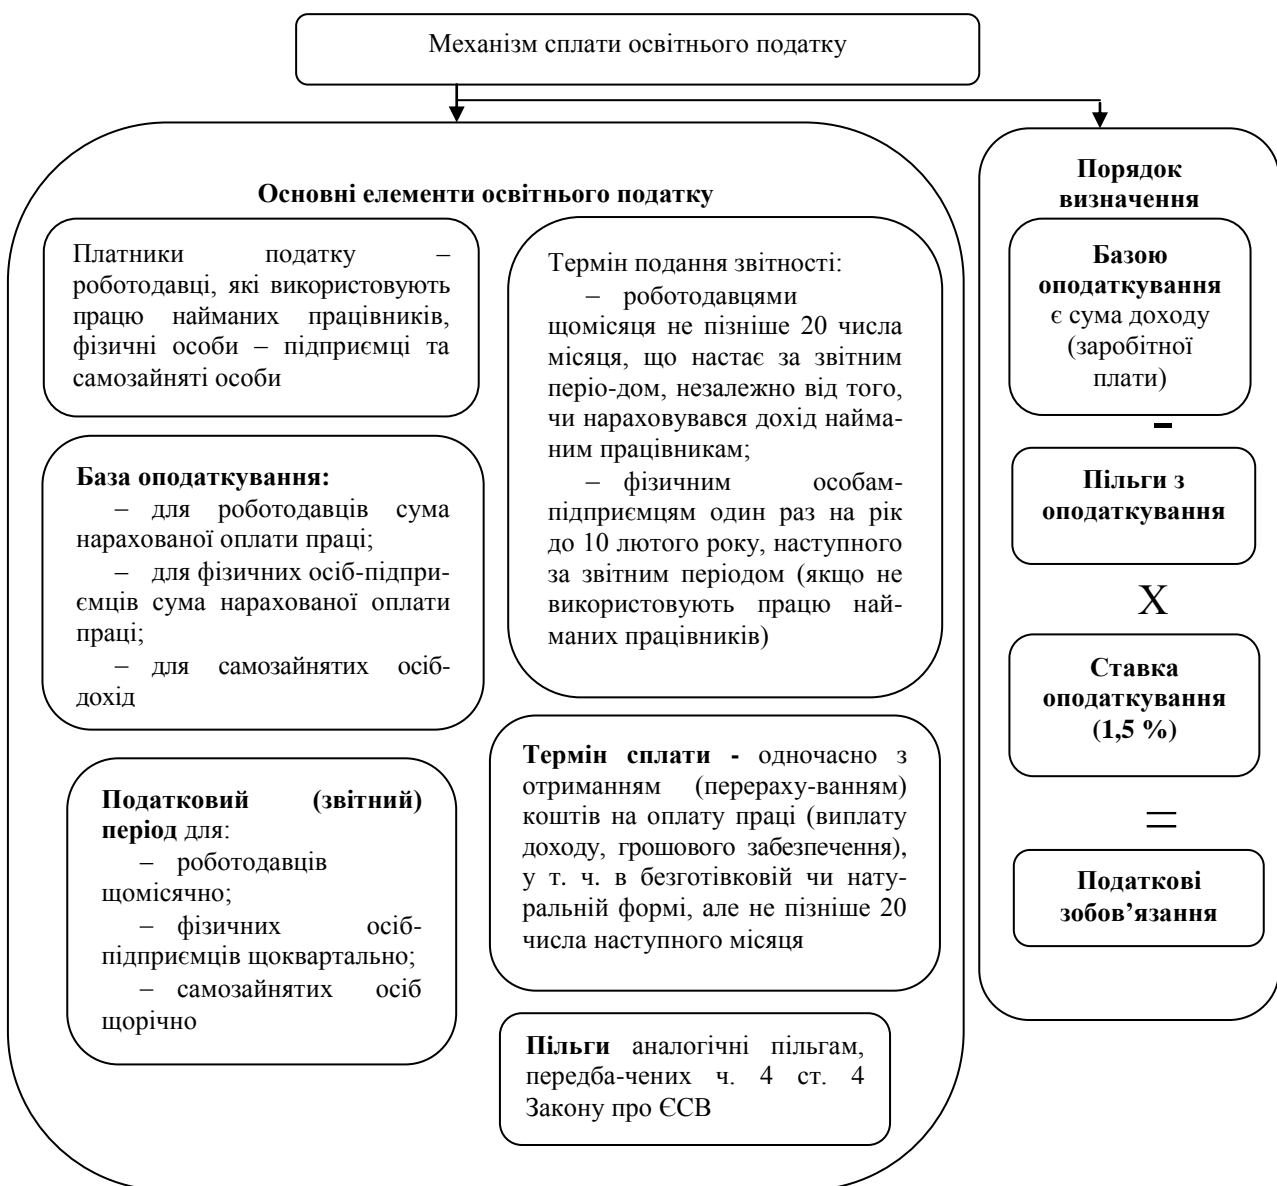 Механізм сплати освітнього податку
Основні елементи освітнього податку
Платники податку –
роботодавці, які використовують
працю найманих працівників,
фізичні особи – підприємці та
самозайняті особи
База оподаткування:
– для роботодавців сума
нарахованої оплати праці;
– для фізичних осіб-підпри-
ємців сума нарахованої оплати
праці;
– для самозайнятих осіб-
дохід
Податковий (звітний)
період для:
– роботодавців
щомісячно;
– фізичних осіб-
підприємців щоквартально;
– самозайнятих осіб
щорічно
Термін подання звітності:
– роботодавцями
щомісяця не пізніше 20 числа
місяця, що настає за звітним
періо-дом, незалежно від того,
чи нараховувався дохід найма-
ним працівникам;
– фізичним особам-
підприємцям один раз на рік
до 10 лютого року, наступного
за звітним періодом (якщо не
використовують працю най-
маних працівників)
Термін сплати - одночасно з
отриманням (перераху-ванням)
коштів на оплату праці (виплату
доходу, грошового забезпечення),
у т. ч. в безготівковій чи нату-
ральній формі, але не пізніше 20
числа наступного місяця
Пільги аналогічні пільгам,
передба-чених ч. 4 ст. 4
Закону про ЄСВ
Порядок
визначення
Базою
оподаткування
є сума доходу
(заробітної
плати)
-
Пільги з
оподаткування
X
Ставка
оподаткування
(1,5 %)
=
Податкові
зобов’язання